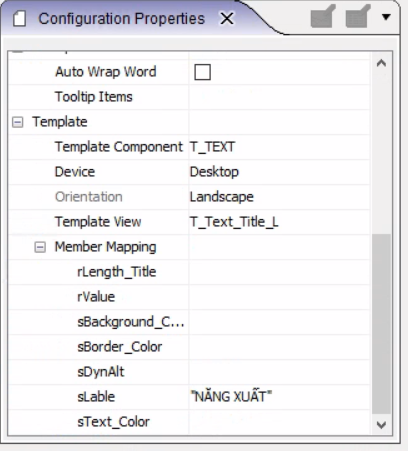 Configuration Properties
Auto Wrap Word
Tooltip Items
Template
Template Component T_TEXT
Device Desktop
Orientation Landscape
Template View T_Text_Title_L
Member Mapping
rLength_Title
rValue
sBackground_C...
sBorder_Color
sDynAlt
sLable "NĂNG XUẤT"
sText_Color